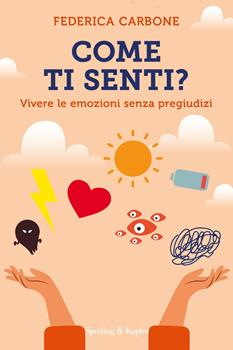 FEDERICA CARBONE
COME
TI SENTI?
Vivere le emozioni senza pregiudizi
Sperling & Kupfer